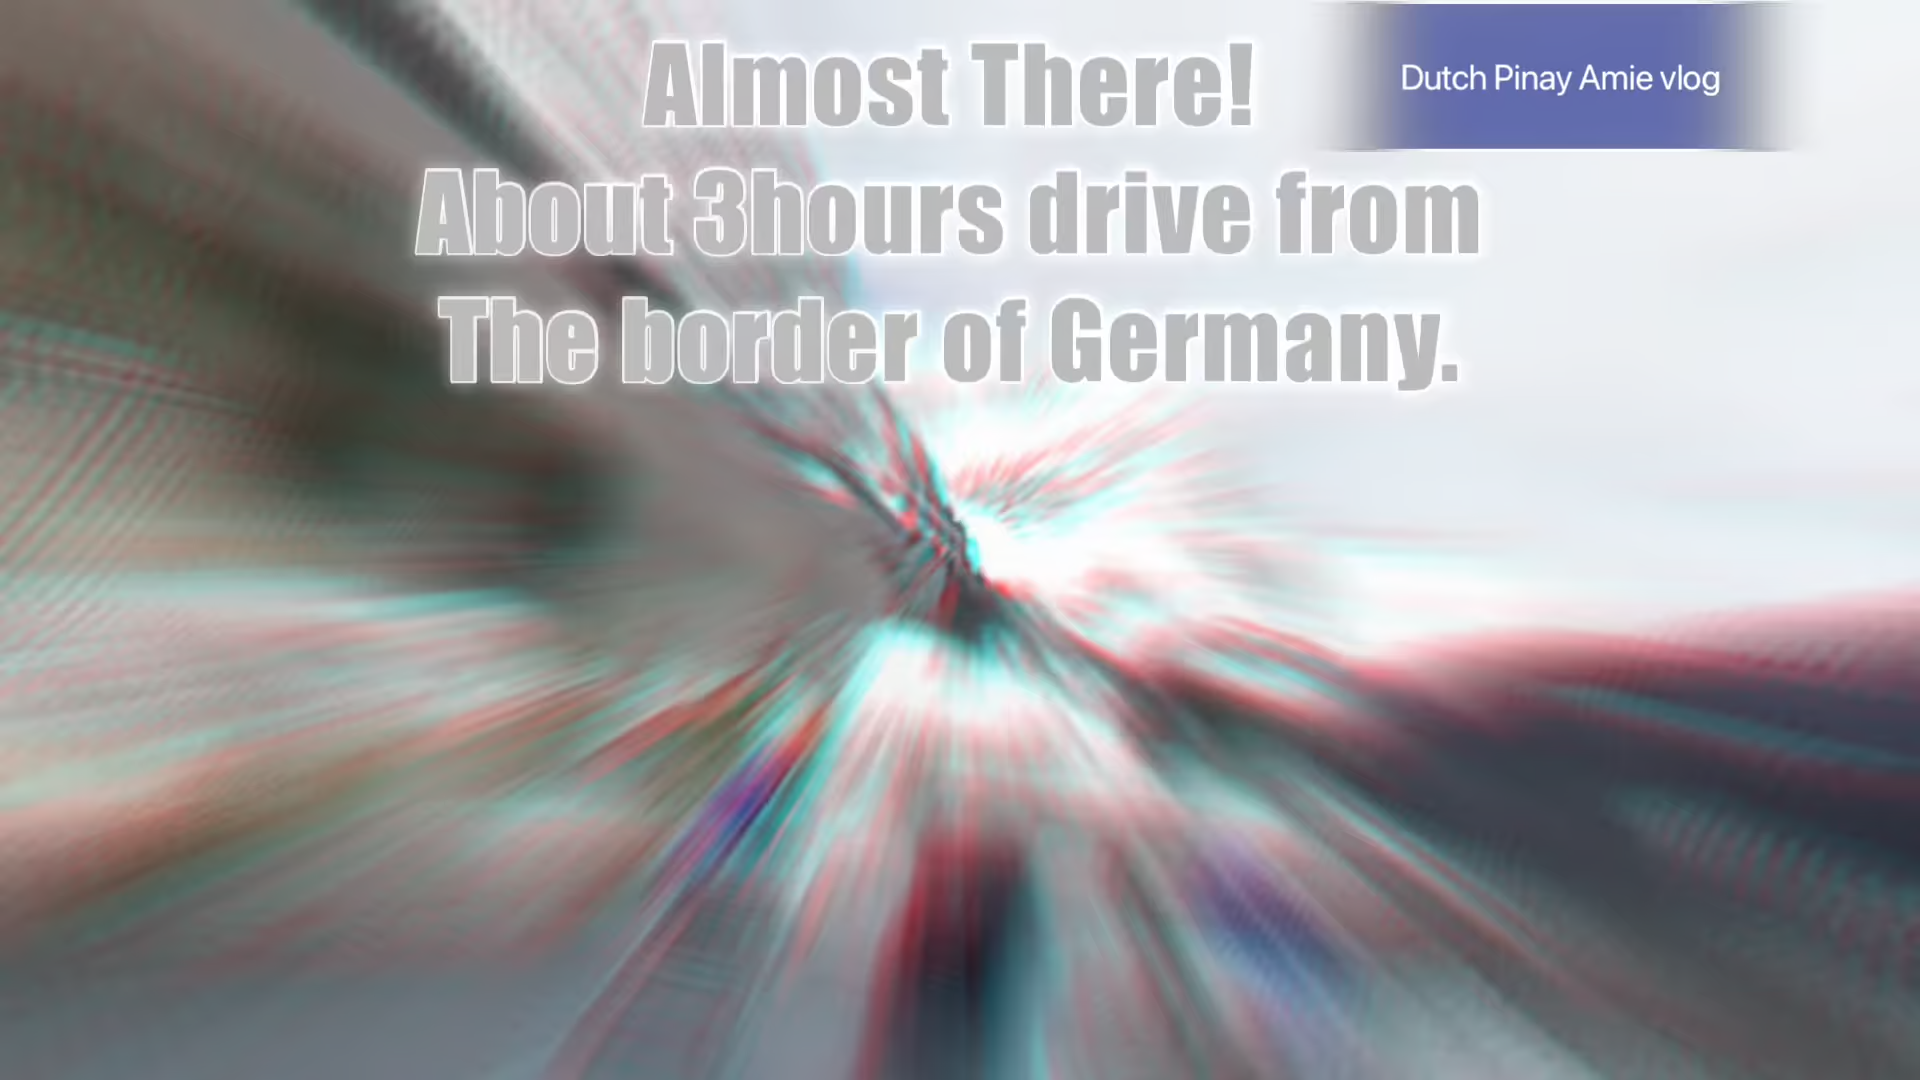 Almost There!
Dutch Pinay Amie vlog
About 3hours drive from
The border of Germany.